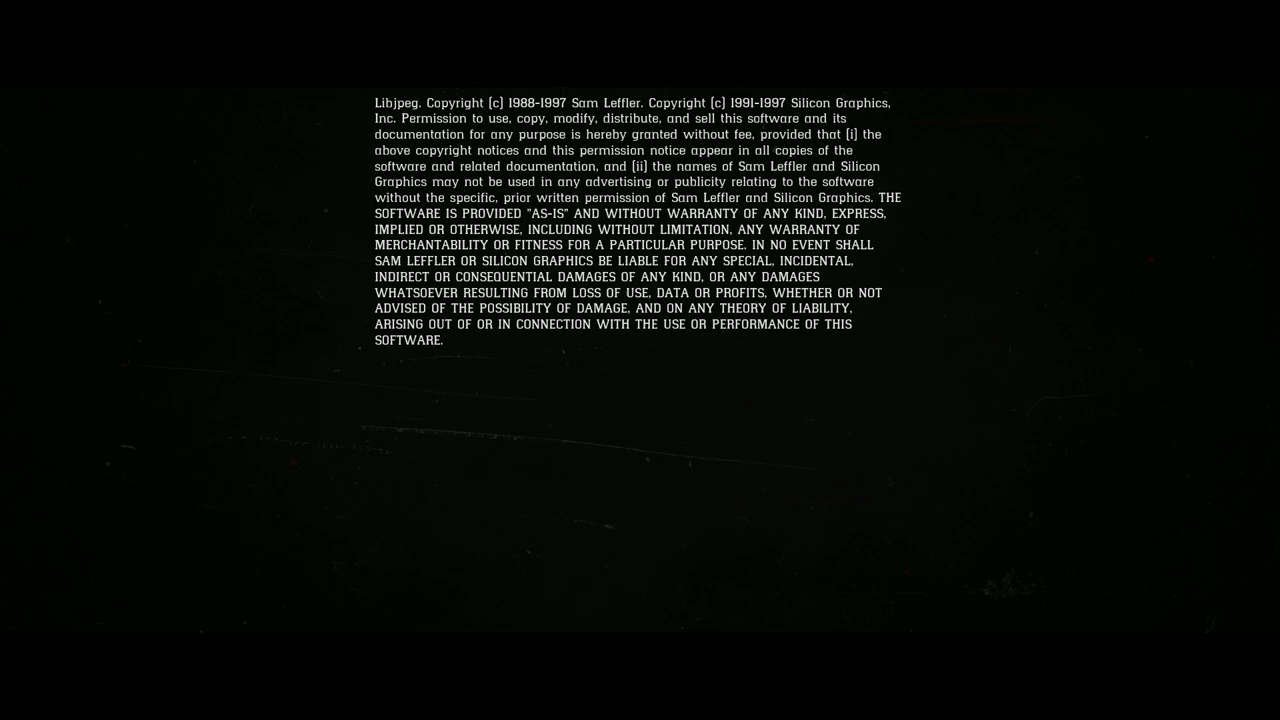 Libjpeg. Copyright (c) 1988-1997 Sam Leffler. Copyright (c) 1991-1997 Silicon Graphics,
Inc. Permission to use, copy, modify, distribute, and sell this software and its
documentation for any purpose is hereby granted without fee, provided that (i) the
above copyright notices and this permission notice appear in all copies of the
software and related documentation, and (ii) the names of Sam Leffler and Silicon
Graphics may not be used in any advertising or publicity relating to the software
without the specific, prior written permission of Sam Leffler and Silicon Graphics. THE
SOFTWARE IS PROVIDED "AS-IS" AND WITHOUT WARRANTY OF ANY KIND, EXPRESS,
IMPLIED OR OTHERWISE, INCLUDING WITHOUT LIMITATION, ANY WARRANTY OF
MERCHANTABILITY OR FITNESS FOR A PARTICULAR PURPOSE. IN NO EVENT SHALL
SAM LEFFLER OR SILICON GRAPHICS BE LIABLE FOR ANY SPECIAL, INCIDENTAL,
INDIRECT OR CONSEQUENTIAL DAMAGES OF ANY KIND, OR ANY DAMAGES
WHATSOEVER RESULTING FROM LOSS OF USE, DATA OR PROFITS, WHETHER OR NOT
ADVISED OF THE POSSIBILITY OF DAMAGE, AND ON ANY THEORY OF LIABILITY,
ARISING OUT OF OR IN CONNECTION WITH THE USE OR PERFORMANCE OF THIS
SOFTWARE.